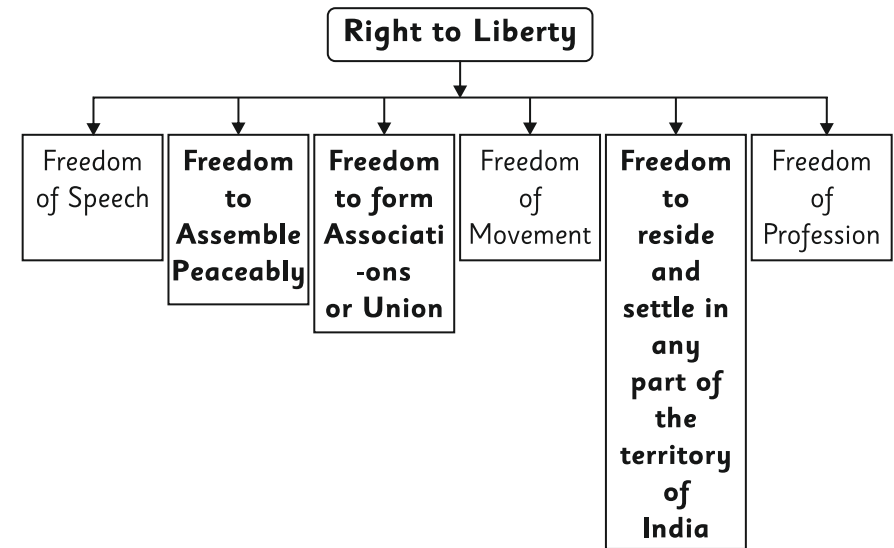 Right to Liberty
Freedom
of Speech
Freedom
to
Assemble
Peaceably
Freedom
to form
Associati
-ons
or Union
Freedom
of
Movement
Freedom
to
reside
and
settle in
any
part of
the
territory
of
India
Freedom
of
Profession